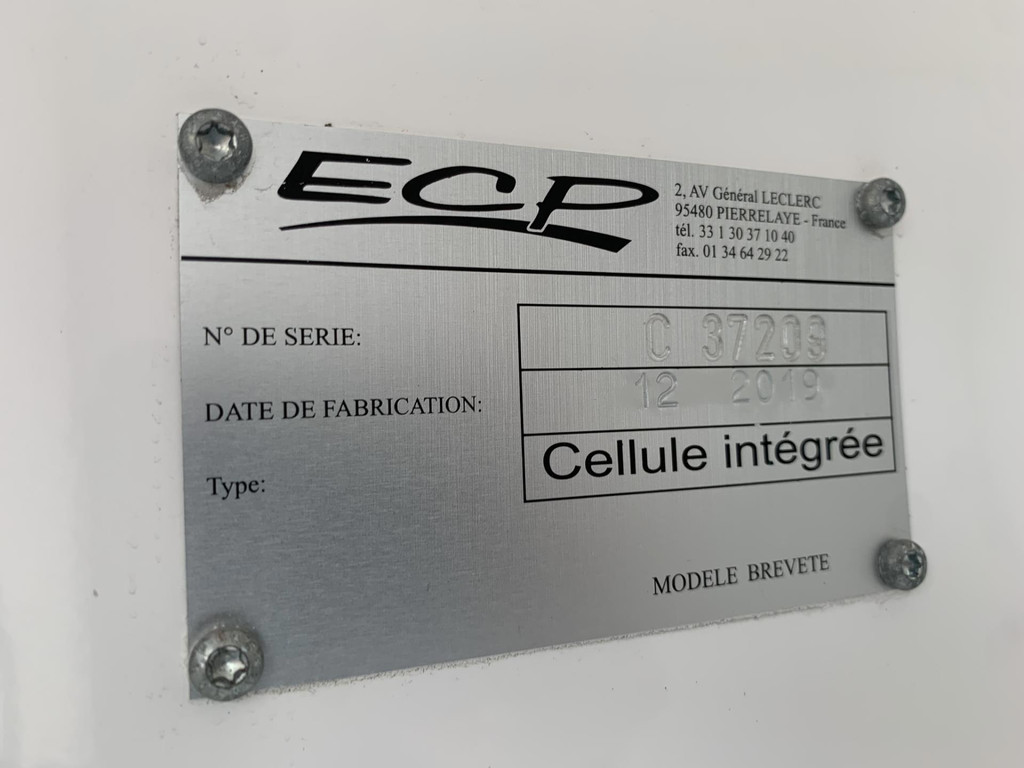 ECP
2, AV Général LECLERC
95480 PIERRELAYE - France
tél. 33 1 30 37 10 40
fax. 01 34 64 29 22
N° DE SERIE: C 37209
DATE DE FABRICATION: 12 2019
Type: Cellule intégrée
MODELE BREVETE